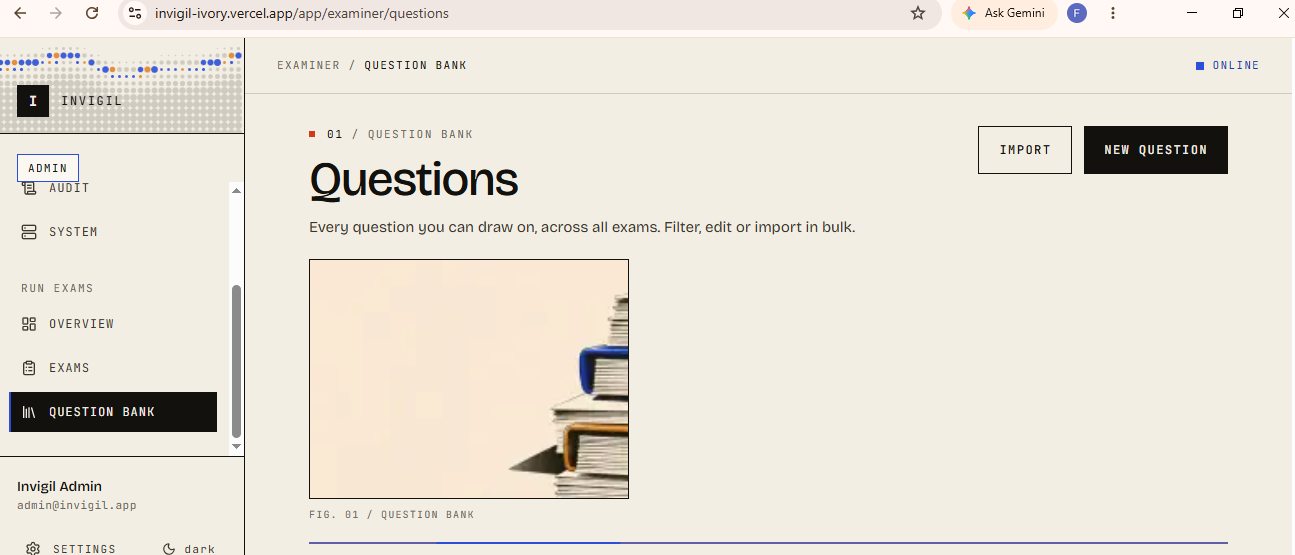 invigil-ivory.vercel.app/app/examiner/questions
Ask Gemini
F
I
INVIGIL
ADMIN
AUDIT
SYSTEM
RUN EXAMS
OVERVIEW
EXAMS
QUESTION BANK
Invigil Admin
admin@invigil.app
SETTINGS
dark
EXAMINER / QUESTION BANK
ONLINE
01 / QUESTION BANK
IMPORT
NEW QUESTION
Questions
Every question you can draw on, across all exams. Filter, edit or import in bulk.
FIG. 01 / QUESTION BANK